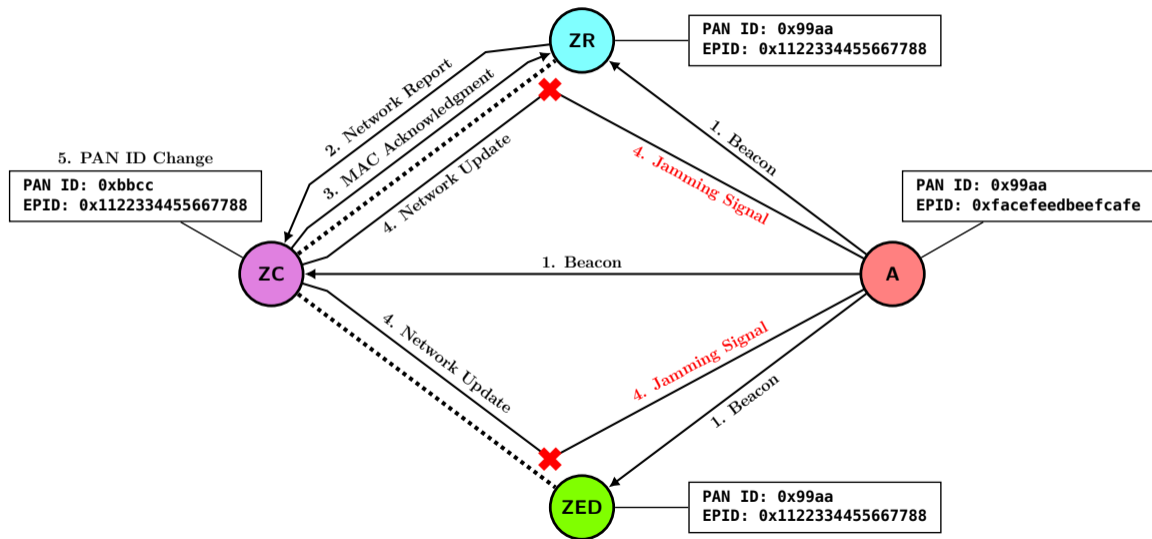 ZR
PAN ID: 0x99aa
EPID: 0x1122334455667788
2. Network Report
3. MAC Acknowledgment
4. Network Update
4. Jamming Signal
1. Beacon
5. PAN ID Change
PAN ID: 0xbbcc
EPID: 0x1122334455667788
PAN ID: 0x99aa
EPID: 0xfacefeedbeefcafe
ZC
1. Beacon
A
4. Network Update
4. Jamming Signal
1. Beacon
ZED
PAN ID: 0x99aa
EPID: 0x1122334455667788